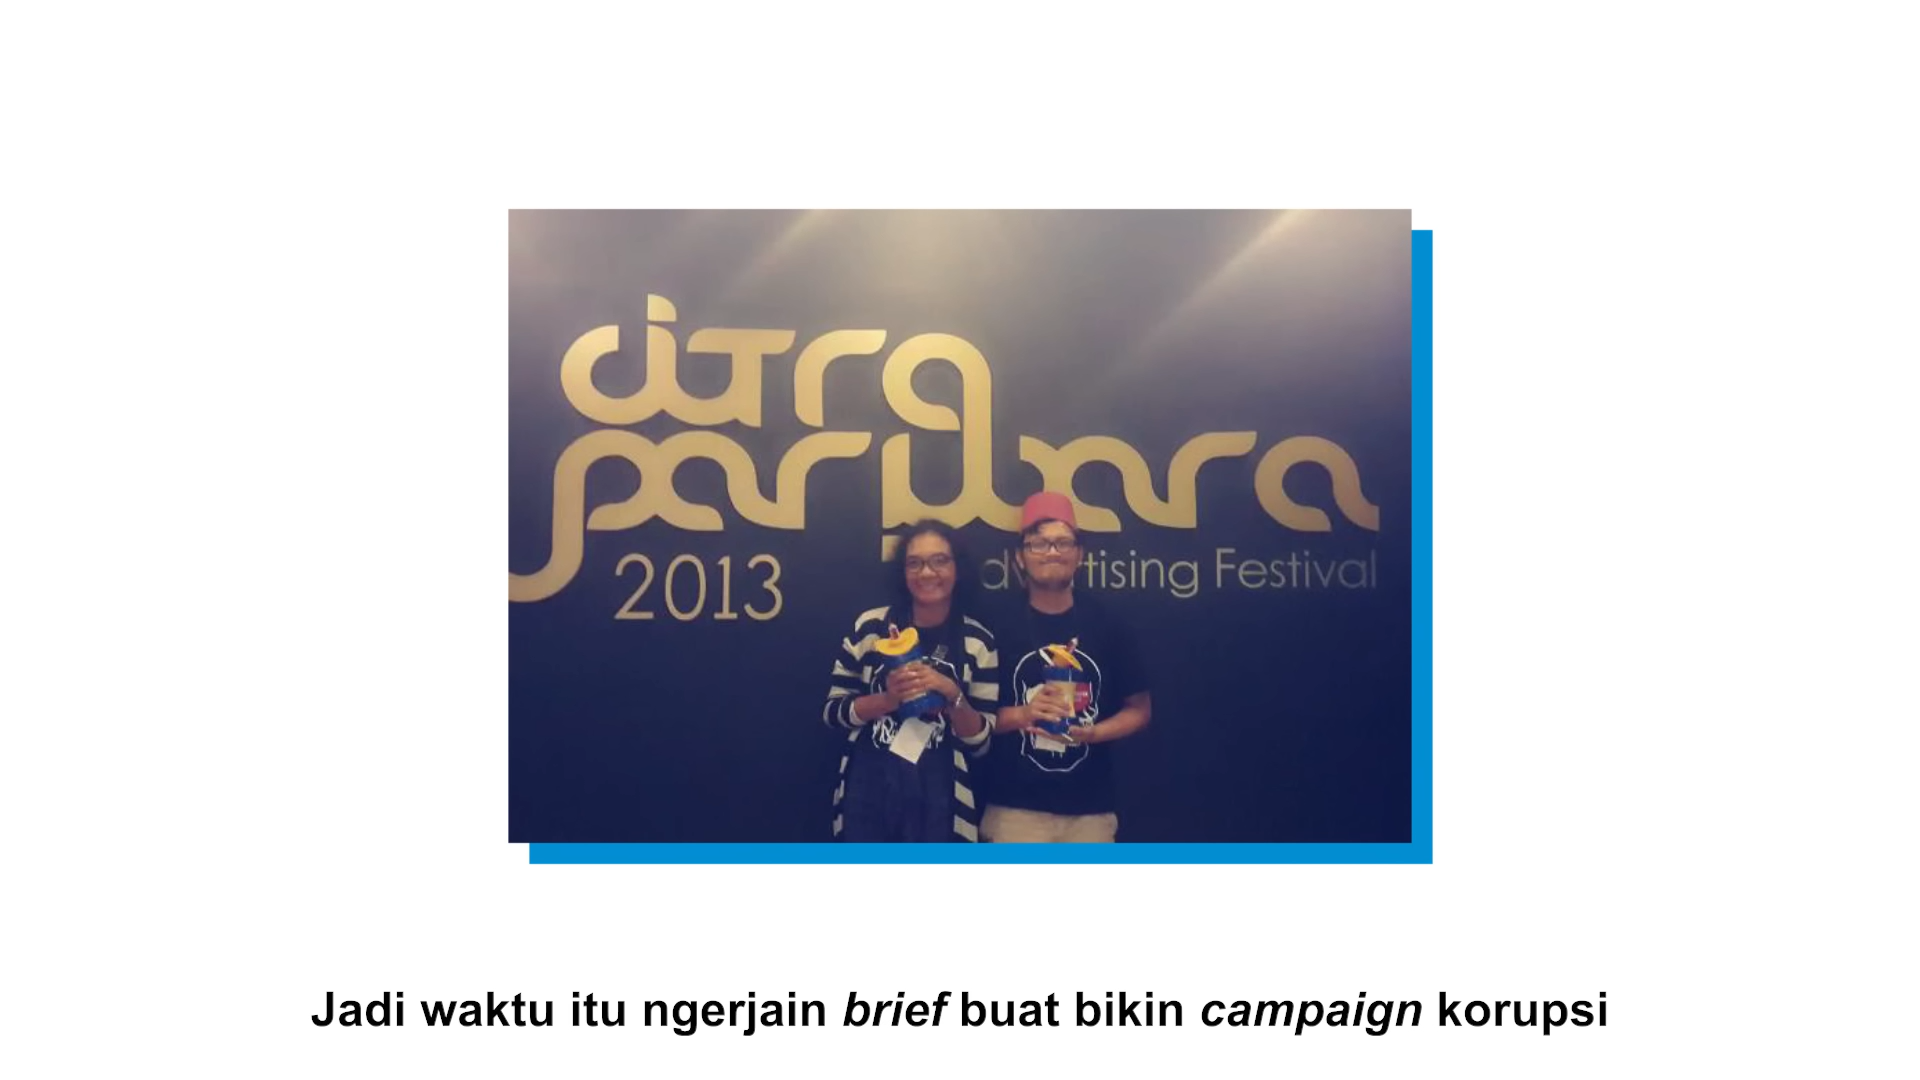 citra
pariwara
2013
dvertising Festival
Jadi waktu itu ngerjain brief buat bikin campaign korupsi